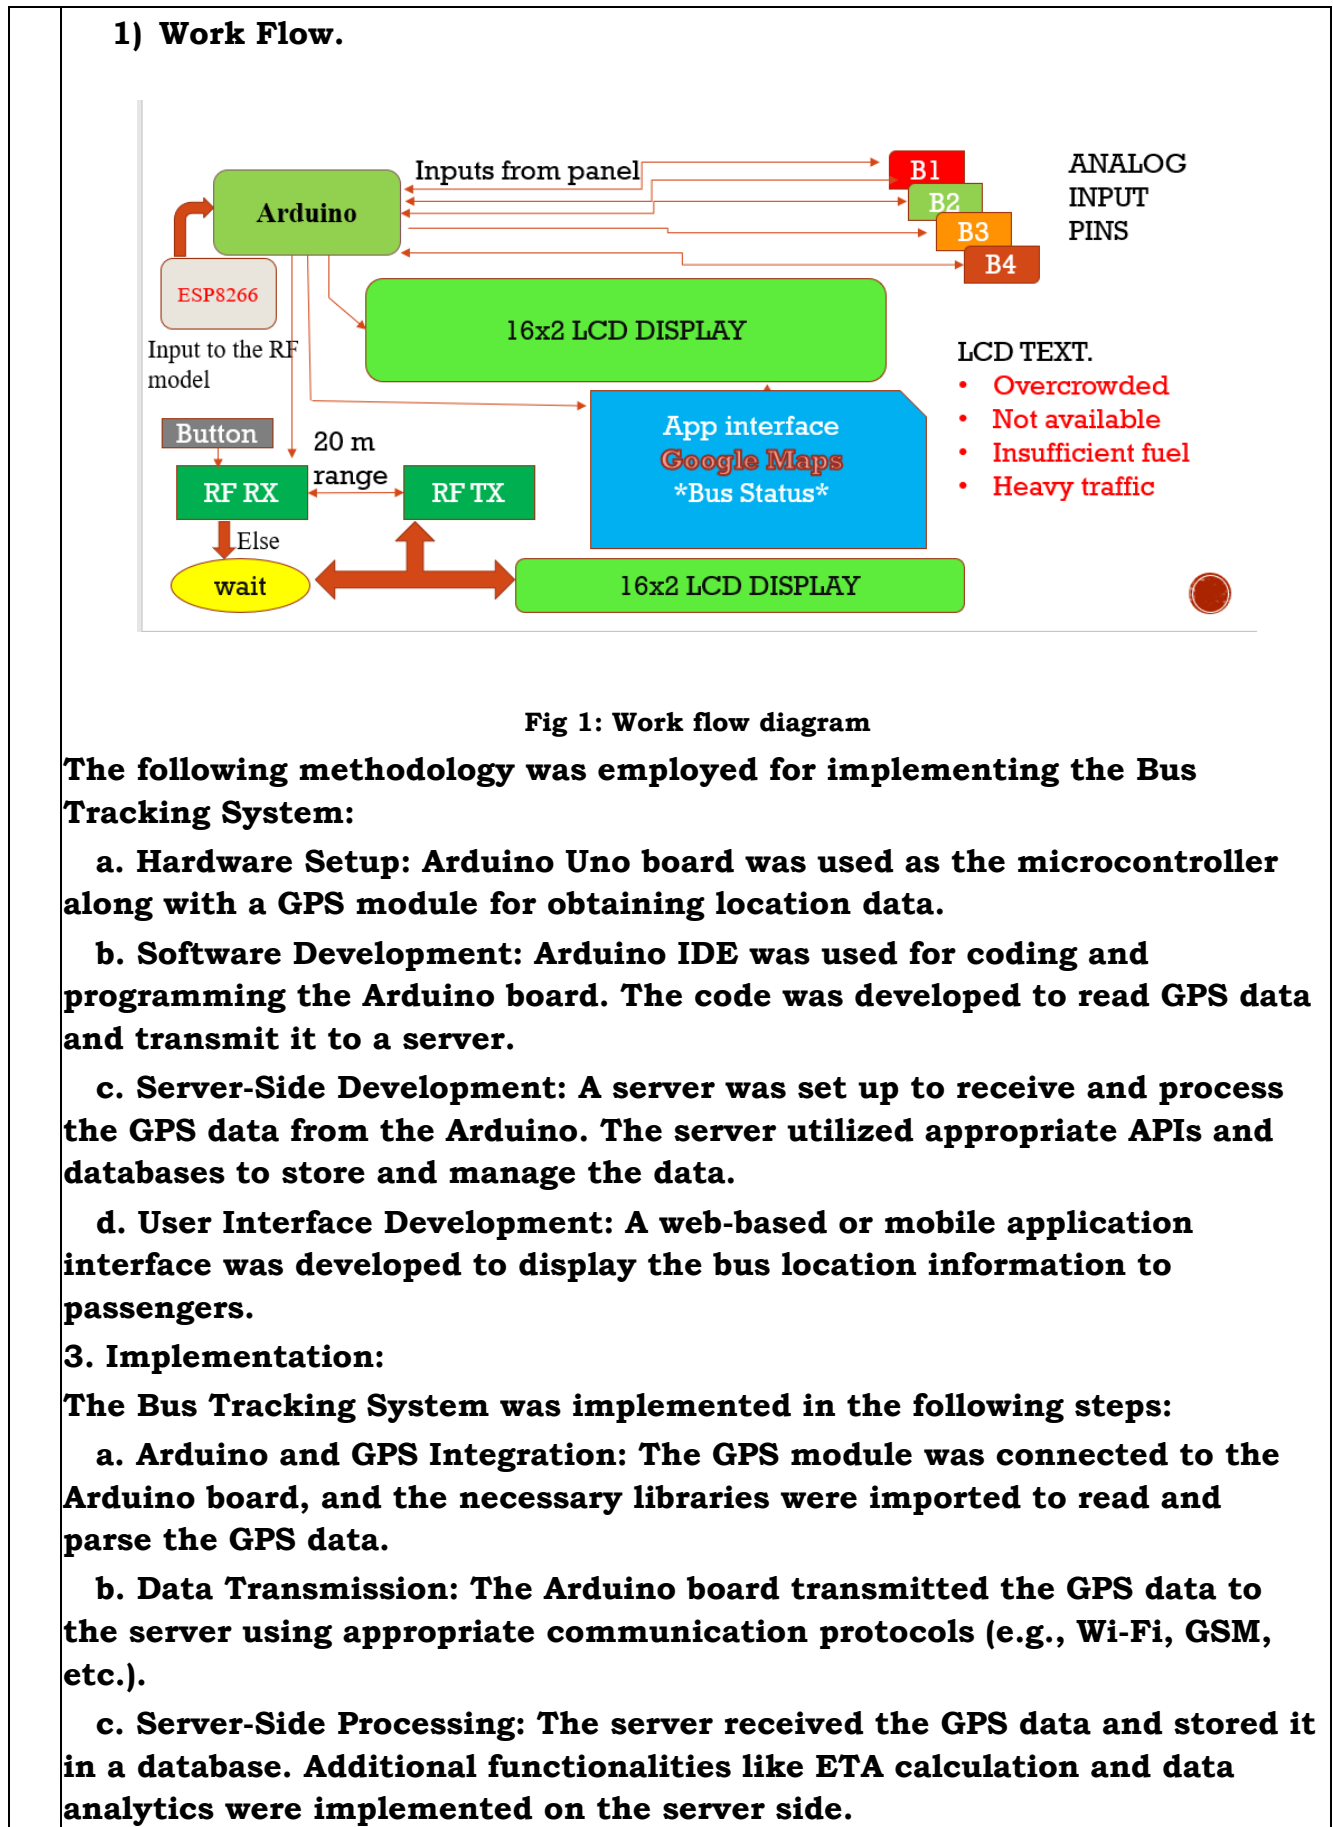 1) Work Flow.
Inputs from panel
Arduino
B1
B2
B3
B4
ANALOG
INPUT
PINS
ESP8266
Input to the RF
model
16x2 LCD DISPLAY
LCD TEXT.
• Overcrowded
• Not available
• Insufficient fuel
• Heavy traffic
App interface
Google Maps
*Bus Status*
Button
20 m
range
RF RX
RF TX
Else
wait
16x2 LCD DISPLAY
Fig 1: Work flow diagram
The following methodology was employed for implementing the Bus
Tracking System:
a. Hardware Setup: Arduino Uno board was used as the microcontroller
along with a GPS module for obtaining location data.
b. Software Development: Arduino IDE was used for coding and
programming the Arduino board. The code was developed to read GPS data
and transmit it to a server.
c. Server-Side Development: A server was set up to receive and process
the GPS data from the Arduino. The server utilized appropriate APIs and
databases to store and manage the data.
d. User Interface Development: A web-based or mobile application
interface was developed to display the bus location information to
passengers.
3. Implementation:
The Bus Tracking System was implemented in the following steps:
a. Arduino and GPS Integration: The GPS module was connected to the
Arduino board, and the necessary libraries were imported to read and
parse the GPS data.
b. Data Transmission: The Arduino board transmitted the GPS data to
the server using appropriate communication protocols (e.g., Wi-Fi, GSM,
etc.).
c. Server-Side Processing: The server received the GPS data and stored it
in a database. Additional functionalities like ETA calculation and data
analytics were implemented on the server side.